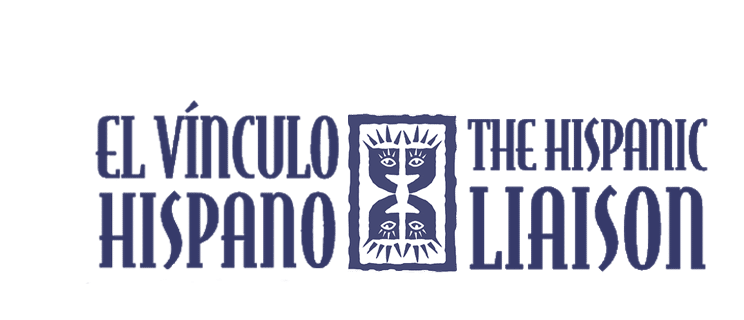 EL VÍNCULO
HISPANO
THE HISPANIC
LIAISON